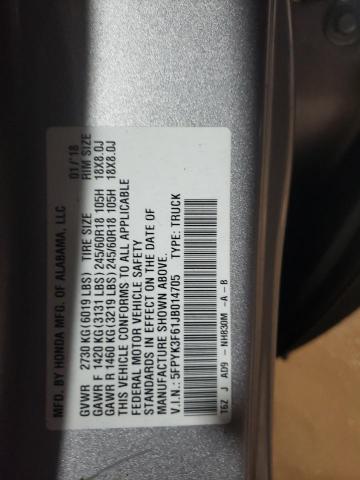 MFD. BY HONDA MFG. OF ALABAMA, LLC 01/'18
GVWR 2730 KG(6019 LBS) TIRE SIZE RIM SIZE
GAWR F 1420 KG(3131 LBS) 245/60R18 105H 18X8.0J
GAWR R 1460 KG(3219 LBS) 245/60R18 105H 18X8.0J
THIS VEHICLE CONFORMS TO ALL APPLICABLE
FEDERAL MOTOR VEHICLE SAFETY
STANDARDS IN EFFECT ON THE DATE OF
MANUFACTURE SHOWN ABOVE.
V.I.N.: 5FPYK3F61JB014705 TYPE: TRUCK
T6Z J A09 - NH830M -A - B